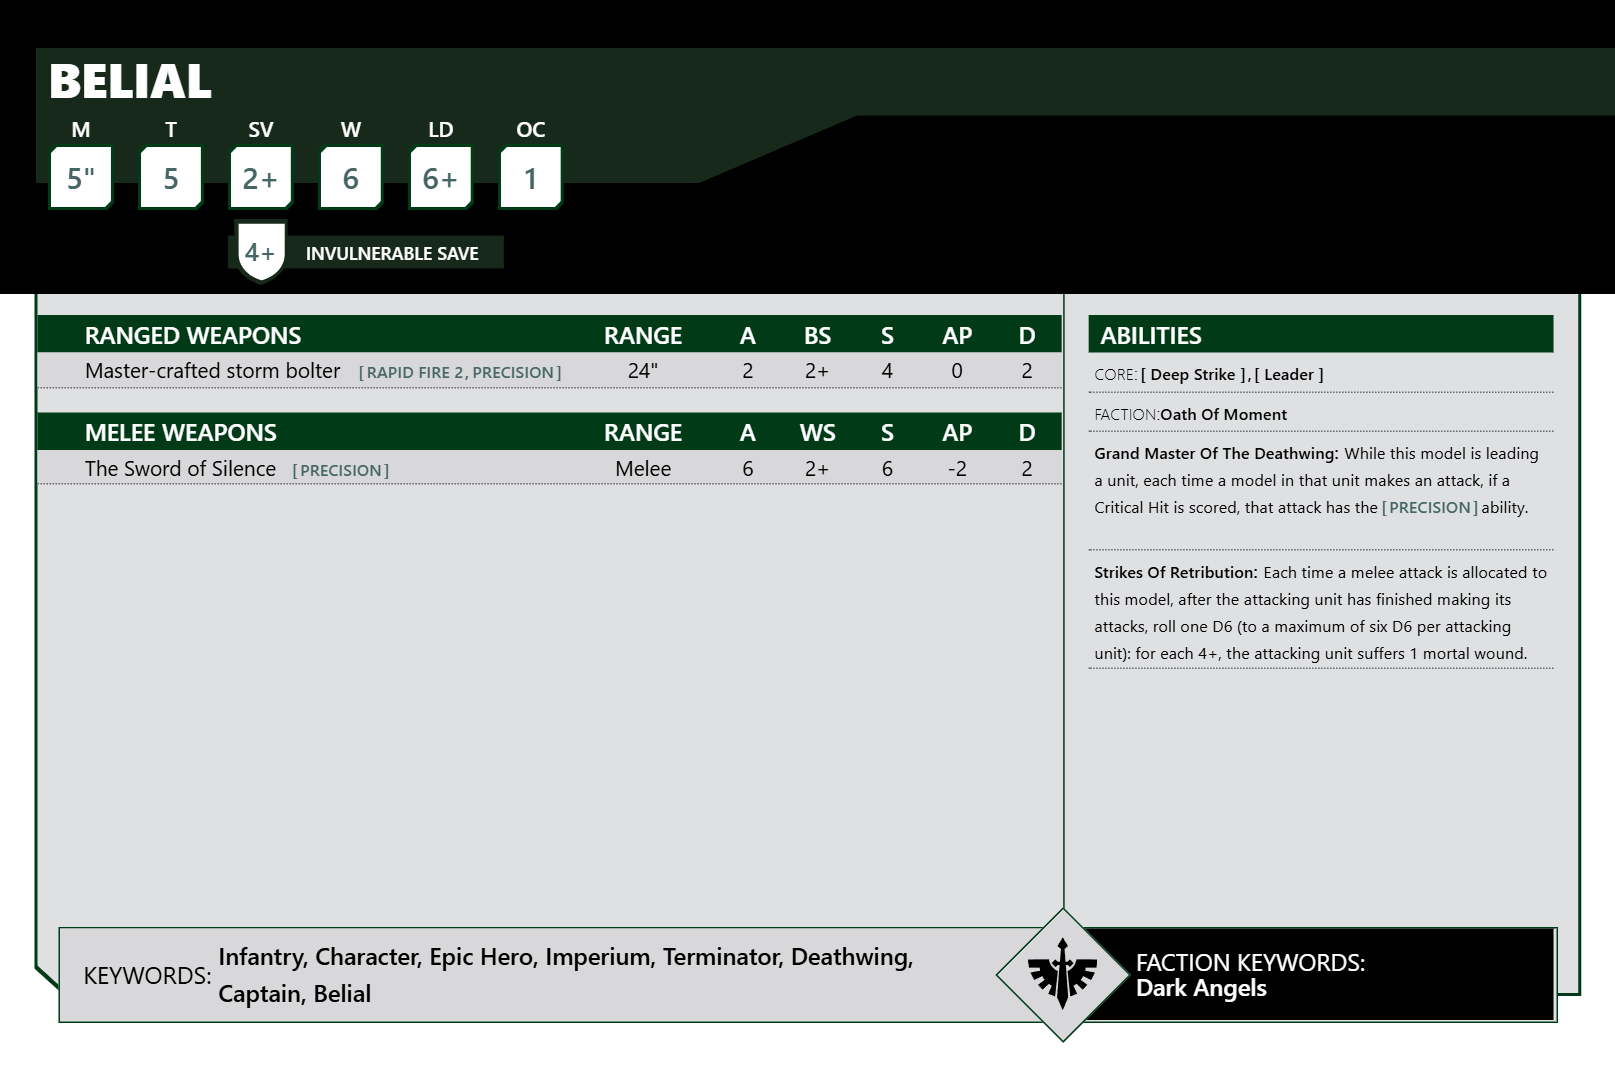 BELIAL
M T SV W LD OC
5" 5 2+ 6 6+ 1
4+ INVULNERABLE SAVE
RANGED WEAPONS RANGE A BS S AP D
Master-crafted storm bolter [RAPID FIRE 2, PRECISION] 24" 2 2+ 4 0 2
MELEE WEAPONS RANGE A WS S AP D
The Sword of Silence [PRECISION] Melee 6 2+ 6 -2 2
ABILITIES
CORE: [ Deep Strike ], [ Leader ]
FACTION:Oath Of Moment
Grand Master Of The Deathwing: While this model is leading
a unit, each time a model in that unit makes an attack, if a
Critical Hit is scored, that attack has the [PRECISION] ability.
Strikes Of Retribution: Each time a melee attack is allocated to
this model, after the attacking unit has finished making its
attacks, roll one D6 (to a maximum of six D6 per attacking
unit): for each 4+, the attacking unit suffers 1 mortal wound.
KEYWORDS: Infantry, Character, Epic Hero, Imperium, Terminator, Deathwing,
Captain, Belial
FACTION KEYWORDS:
Dark Angels